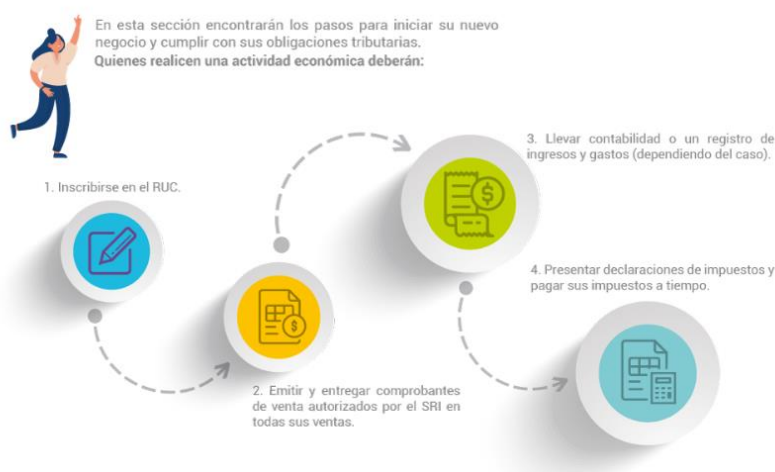 En esta sección encontrarán los pasos para iniciar su nuevo
negocio y cumplir con sus obligaciones tributarias.
Quienes realicen una actividad económica deberán:
1. Inscribirse en el RUC.
2. Emitir y entregar comprobantes
de venta autorizados por el SRI en
todas sus ventas.
3. Llevar contabilidad o un registro de
ingresos y gastos (dependiendo del caso).
4. Presentar declaraciones de impuestos y
pagar sus impuestos a tiempo.